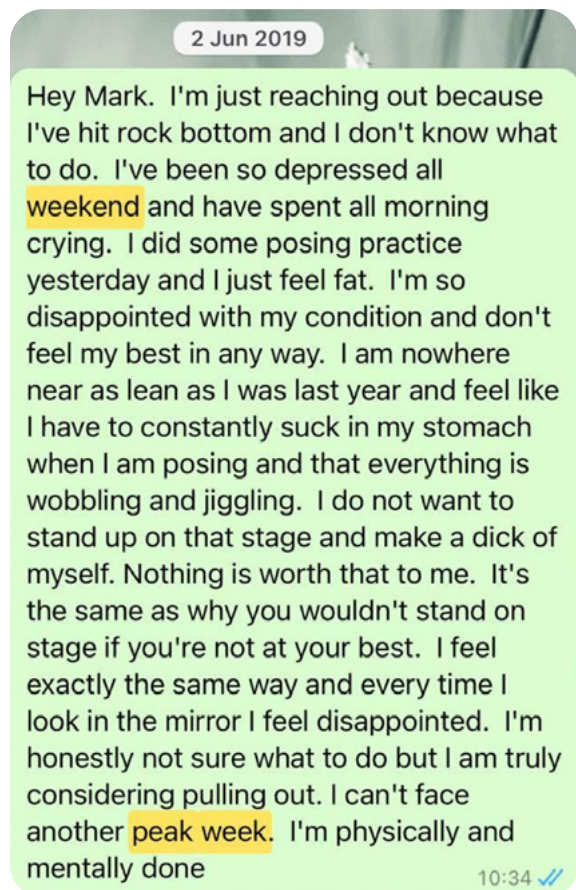 2 Jun 2019
Hey Mark.  I'm just reaching out because
I've hit rock bottom and I don't know what
to do.  I've been so depressed all
weekend and have spent all morning
crying.  I did some posing practice
yesterday and I just feel fat.  I'm so
disappointed with my condition and don't
feel my best in any way.  I am nowhere
near as lean as I was last year and feel like
I have to constantly suck in my stomach
when I am posing and that everything is
wobbling and jiggling.  I do not want to
stand up on that stage and make a dick of
myself. Nothing is worth that to me.  It's
the same as why you wouldn't stand on
stage if you're not at your best.  I feel
exactly the same way and every time I
look in the mirror I feel disappointed.  I'm
honestly not sure what to do but I am truly
considering pulling out. I can't face
another peak week.  I'm physically and
mentally done
10:34